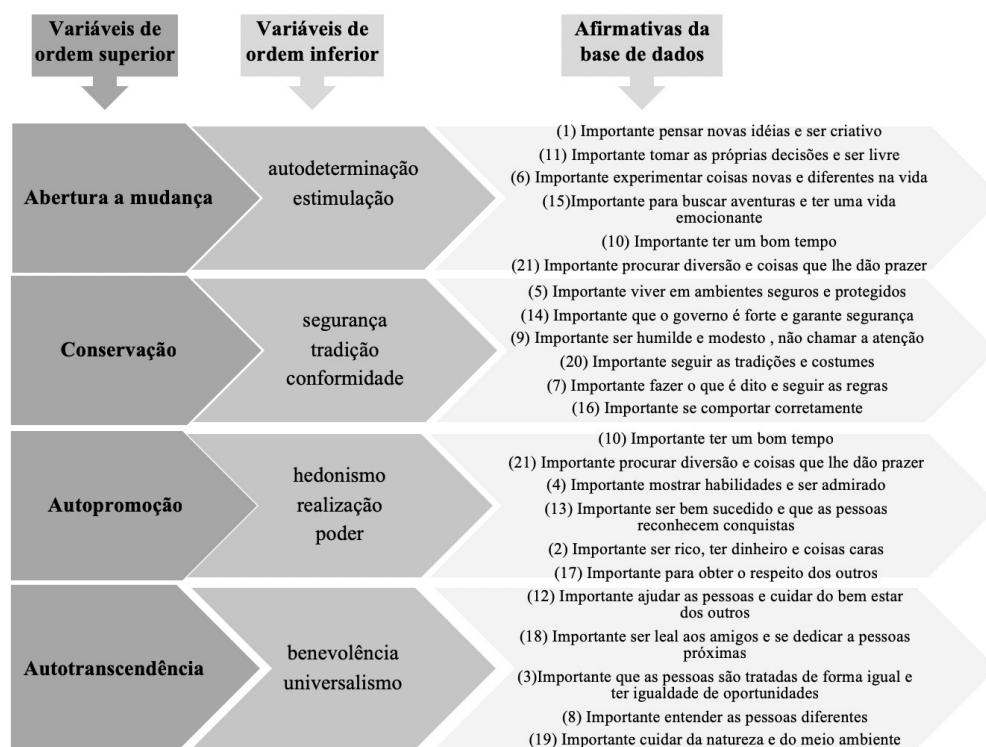 Variáveis de
ordem superior
Variáveis de
ordem inferior
Afirmativas da
base de dados
Abertura a mudança
autodeterminação
estimulação
(1) Importante pensar novas idéias e ser criativo
(11) Importante tomar as próprias decisões e ser livre
(6) Importante experimentar coisas novas e diferentes na vida
(15)Importante para buscar aventuras e ter uma vida
emocionante
(10) Importante ter um bom tempo
(21) Importante procurar diversão e coisas que lhe dão prazer
Conservação
segurança
tradição
conformidade
(5) Importante viver em ambientes seguros e protegidos
(14) Importante que o governo é forte e garante segurança
(9) Importante ser humilde e modesto , não chamar a atenção
(20) Importante seguir as tradições e costumes
(7) Importante fazer o que é dito e seguir as regras
(16) Importante se comportar corretamente
Autopromoção
hedonismo
realização
poder
(10) Importante ter um bom tempo
(21) Importante procurar diversão e coisas que lhe dão prazer
(4) Importante mostrar habilidades e ser admirado
(13) Importante ser bem sucedido e que as pessoas
reconhecem conquistas
(2) Importante ser rico, ter dinheiro e coisas caras
(17) Importante para obter o respeito dos outros
Autotranscendência
benevolência
universalismo
(12) Importante ajudar as pessoas e cuidar do bem estar
dos outros
(18) Importante ser leal aos amigos e se dedicar a pessoas
próximas
(3)Importante que as pessoas são tratadas de forma igual e
ter igualdade de oportunidades
(8) Importante entender as pessoas diferentes
(19) Importante cuidar da natureza e do meio ambiente